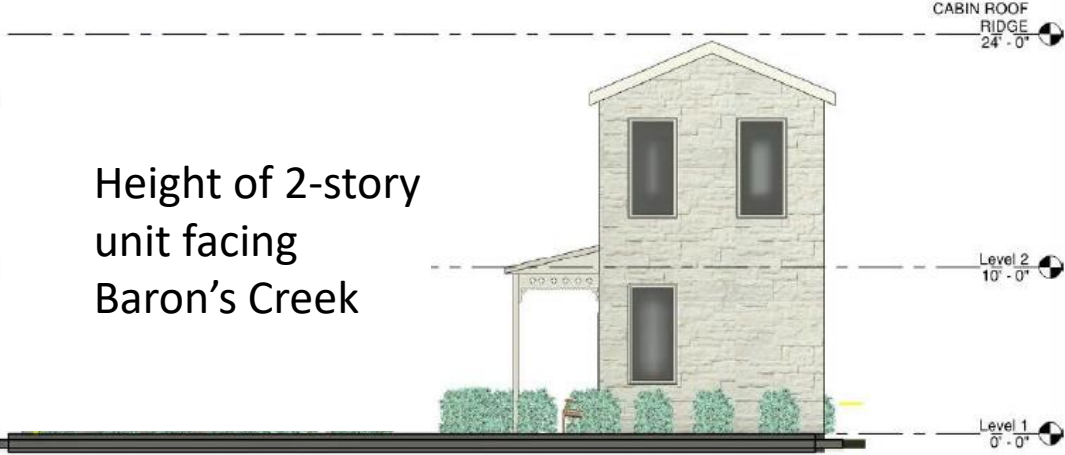 CABIN ROOF
RIDGE
24' - 0"
Height of 2-story
unit facing
Baron’s Creek
Level 2
10' - 0"
Level 1
0' - 0"